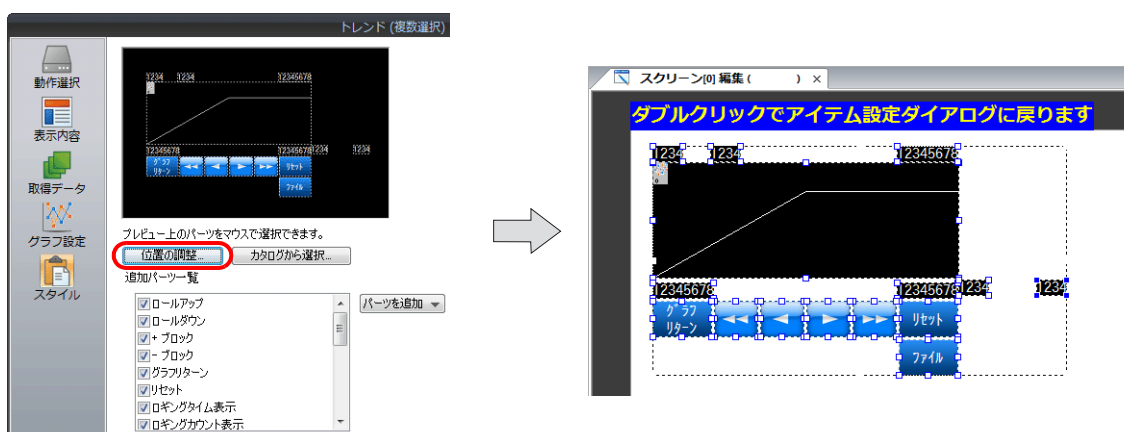 トレンド (複数選択)
動作選択
表示内容
取得データ
グラフ設定
スタイル
1234 1234 12345678
12345678 12345678 1234 1234
グラフ
リターン
リセット
ファイル
プレビュー上のパーツをマウスで選択できます。
位置の調整...
カタログから選択...
追加パーツ一覧
パーツを追加
ロールアップ
ロールダウン
+ ブロック
- ブロック
グラフリターン
リセット
ロギングタイム表示
ロギングカウント表示
スクリーン[0] 編集 ( ) ×
ダブルクリックでアイテム設定ダイアログに戻ります
1234 1234 12345678
12345678 12345678 1234 1234
グラフ
リターン
リセット
ファイル